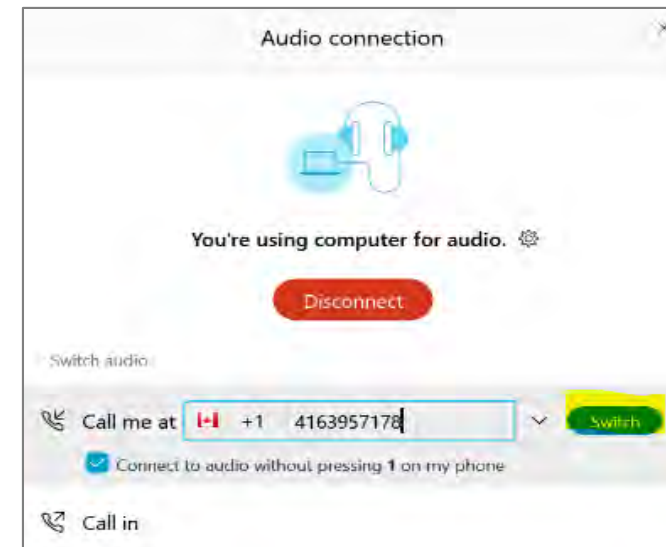 Audio connection
You're using computer for audio.
Disconnect
Switch audio
Call me at +1 4163957178 Switch
Connect to audio without pressing 1 on my phone
Call in